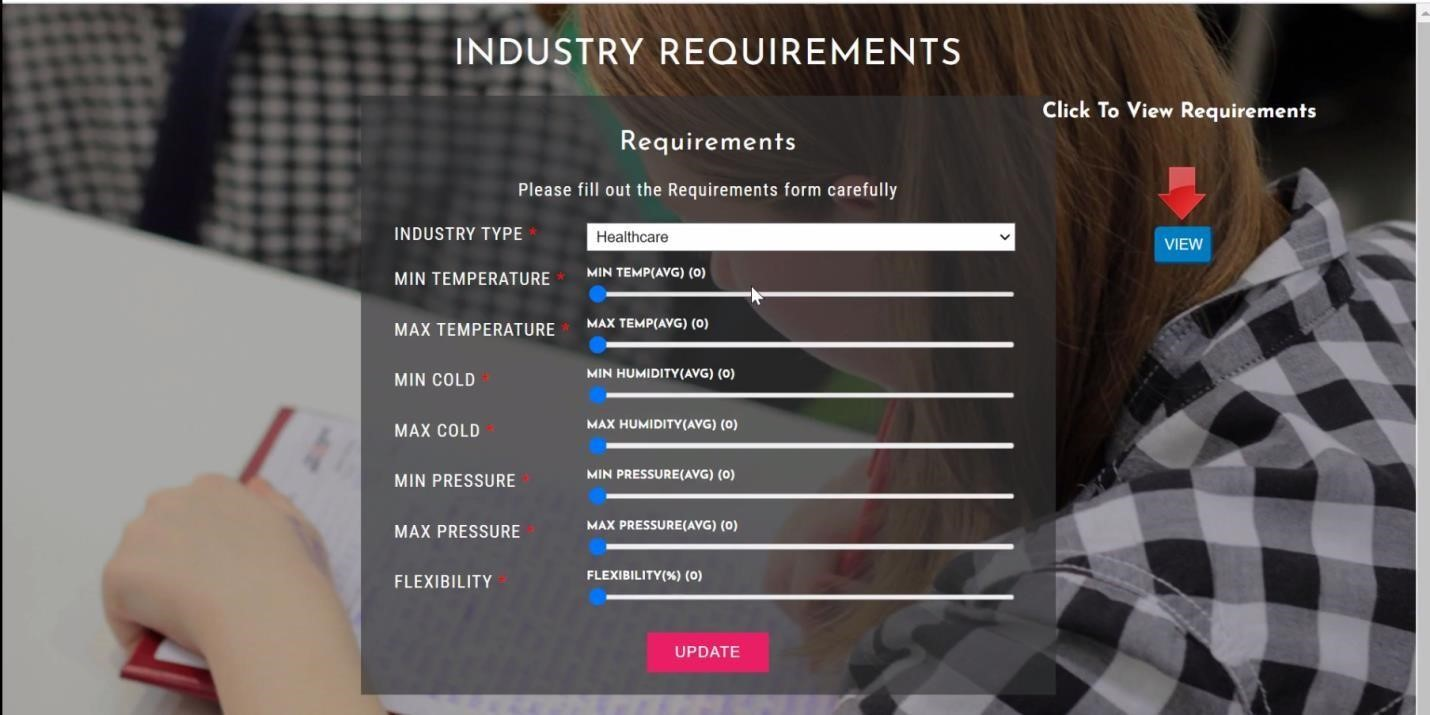 INDUSTRY REQUIREMENTS
Click To View Requirements
Requirements
Please fill out the Requirements form carefully
INDUSTRY TYPE *
Healthcare
VIEW
MIN TEMPERATURE *
MIN TEMP(AVG) (0)
MAX TEMPERATURE *
MAX TEMP(AVG) (0)
MIN COLD *
MIN HUMIDITY(AVG) (0)
MAX COLD *
MAX HUMIDITY(AVG) (0)
MIN PRESSURE *
MIN PRESSURE(AVG) (0)
MAX PRESSURE *
MAX PRESSURE(AVG) (0)
FLEXIBILITY *
FLEXIBILITY(%) (0)
UPDATE